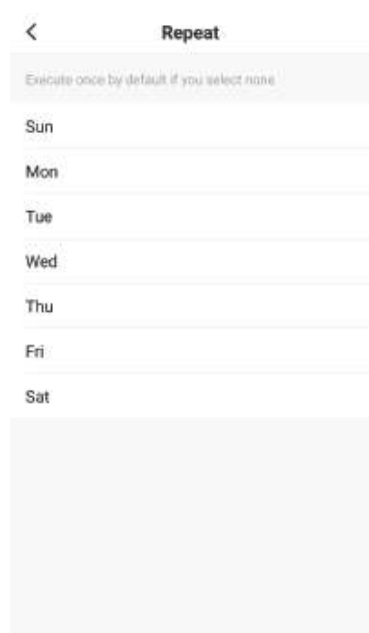 Repeat
Execute once by default if you select none
Sun
Mon
Tue
Wed
Thu
Fri
Sat